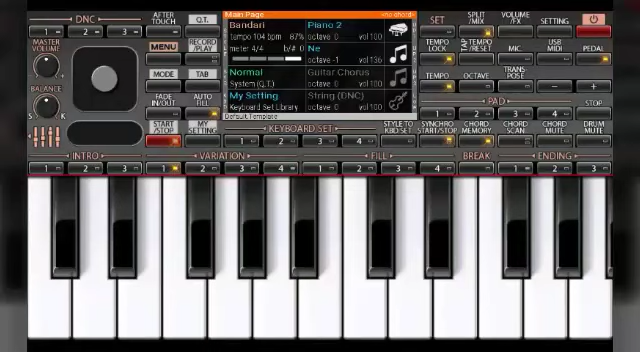 DNC
1 2 3
AFTER TOUCH
Q.T.
MASTER VOLUME
MENU
RECORD /PLAY
MODE
TAB
BALANCE
S K
FADE IN/OUT
AUTO FILL
START /STOP
MY SETTING
Main Page
<no chord>
Bandari
Piano 2
tempo 104 bpm 87%
octave 0 vol100
meter 4/4 b/# 0
Ne
octave -1 vol136
Normal
Guitar Chorus
System (Q.T.)
octave 0 vol100
My Setting
String (DNC)
Keyboard Set Library
octave 0 vol100
Default Template
KEYBOARD SET
1 2 3 4
STYLE TO KBD SET
SET
SPLIT /MIX
VOLUME /FX
SETTING
TEMPO LOCK
TAP TEMPO /RESET
MIC.
USB MIDI
PEDAL
TEMPO
OCTAVE
TRANS POSE
- +
PAD
1 2 3 4
STOP
SYNCHRO START/STOP
CHORD MEMORY
CHORD SCAN
CHORD MUTE
DRUM MUTE
INTRO
1 2 3
VARIATION
1 2 3 4
FILL
1 2 3 4
BREAK
ENDING
1 2 3